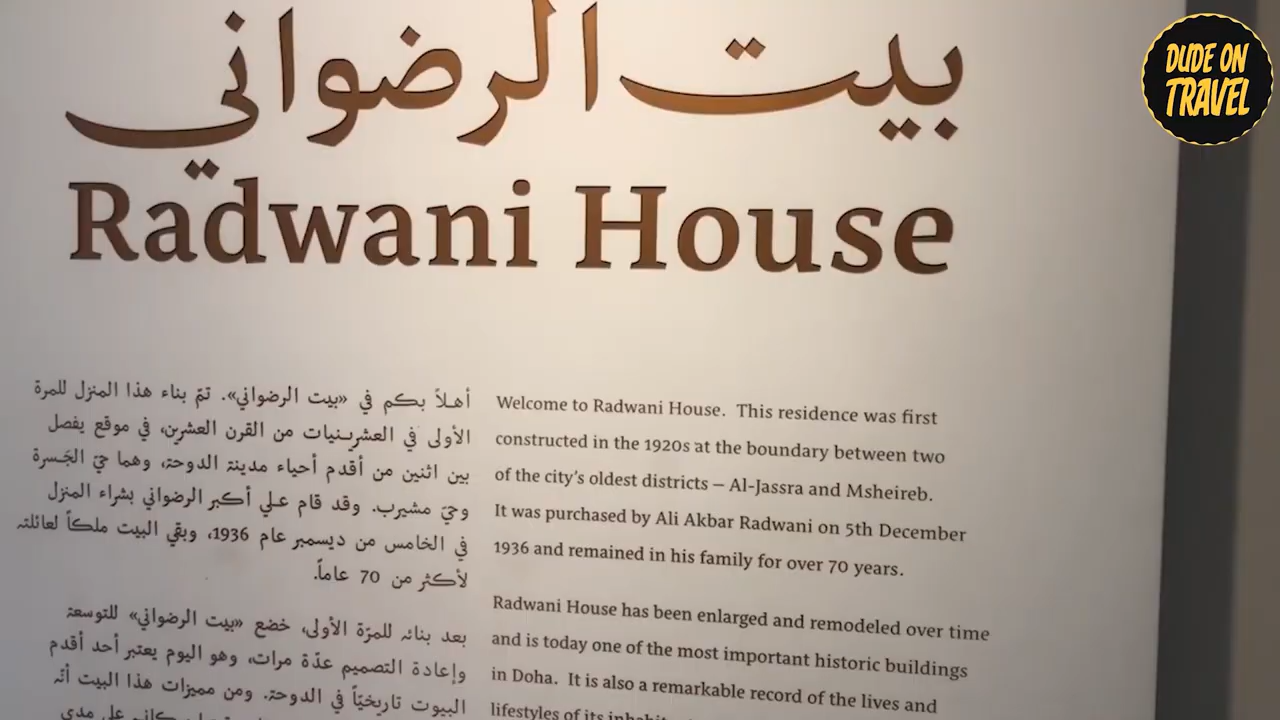 بيت الرضواني
Radwani House
أهلاً بكم في «بيت الرضواني». تمّ بناء هذا المنزل للمرة
الأولى في العشرينيات من القرن العشرين، في موقع يفصل
بين اثنين من أقدم أحياء مدينة الدوحة، وهما حيّ الجَسرة
وحيّ مشيرب. وقد قام علي أكبر الرضواني بشراء المنزل
في الخامس من ديسمبر عام 1936، وبقي البيت ملكاً لعائلته
لأكثر من 70 عاماً.
بعد بنائه للمرّة الأولى، خضع «بيت الرضواني» للتوسعة
وإعادة التصميم عدّة مرات، وهو اليوم يعتبر أحد أقدم
البيوت تاريخيّاً في الدوحة. ومن مميزات هذا البيت أنّه
Welcome to Radwani House. This residence was first
constructed in the 1920s at the boundary between two
of the city's oldest districts – Al-Jassra and Msheireb.
It was purchased by Ali Akbar Radwani on 5th December
1936 and remained in his family for over 70 years.
Radwani House has been enlarged and remodeled over time
and is today one of the most important historic buildings
in Doha. It is also a remarkable record of the lives and
lifestyles of its
DUDE ON
TRAVEL